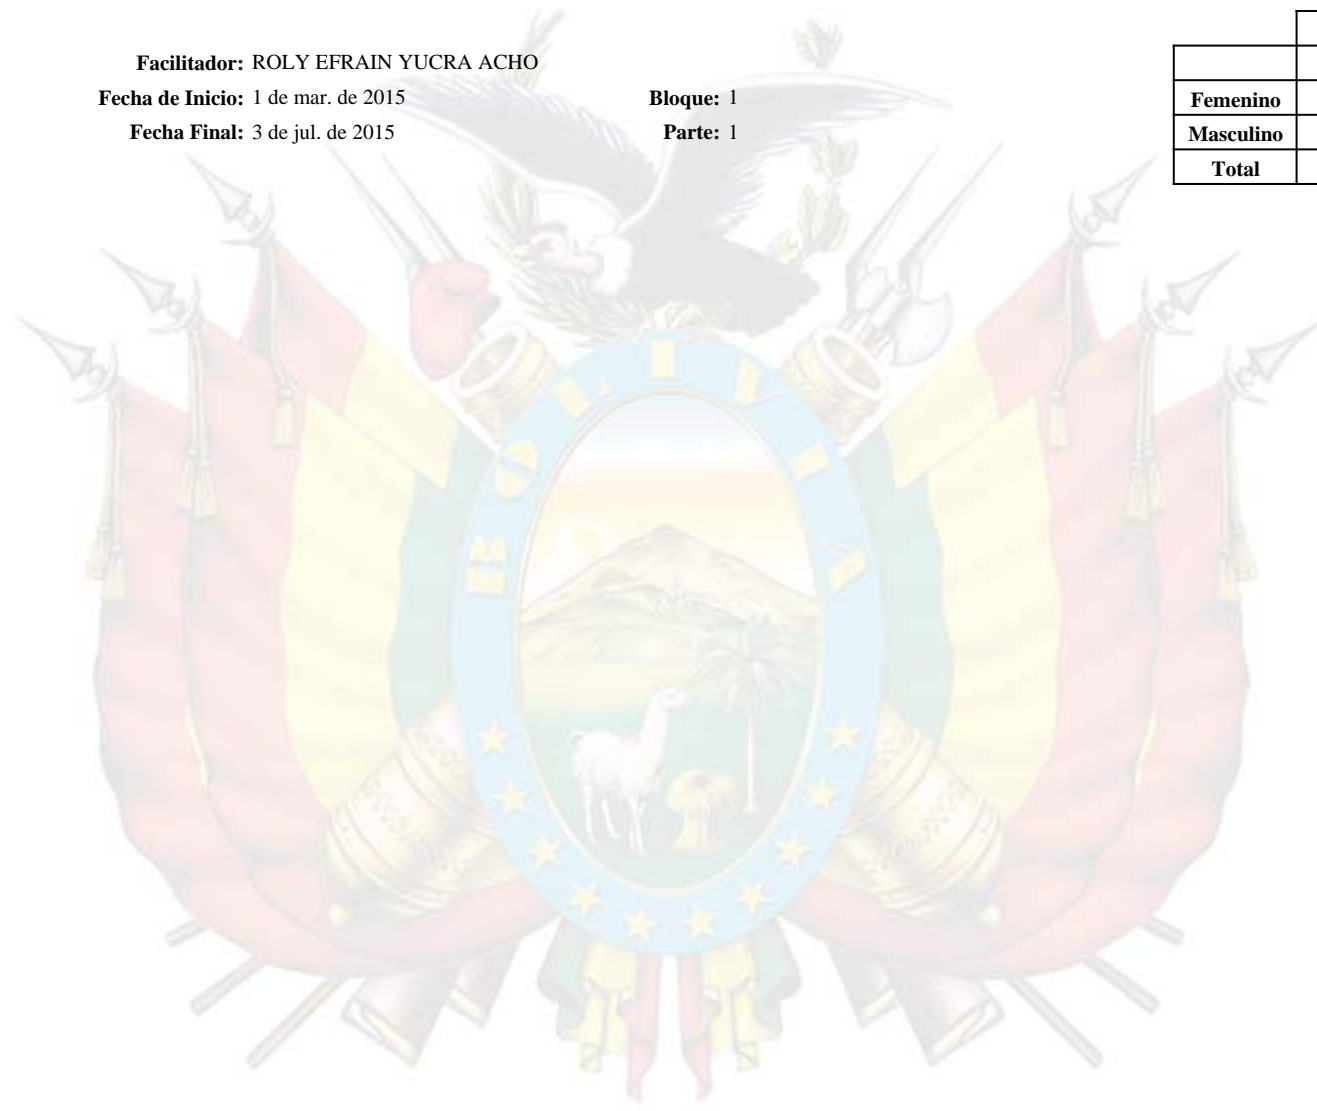 Facilitador: ROLY EFRAIN YUCRA ACHO
Fecha de Inicio: 1 de mar. de 2015 Bloque: 1
Fecha Final: 3 de jul. de 2015 Parte: 1
Femenino
Masculino
Total
BOLIVIA